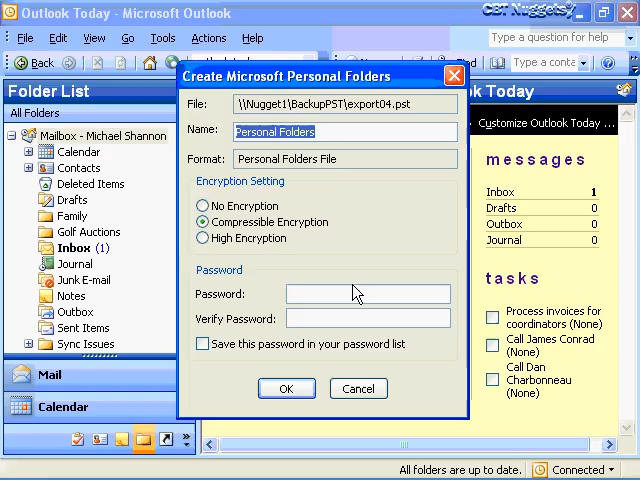 Outlook Today - Microsoft Outlook
CBT Nuggets
File Edit View Go Tools Actions Help
Type a question for help
Back
Type a conta
Folder List
Outlook Today
All Folders
Customize Outlook Today ...
Mailbox - Michael Shannon
Calendar
Contacts
Deleted Items
Drafts
Family
Golf Auctions
Inbox (1)
Journal
Junk E-mail
Notes
Outbox
Sent Items
Sync Issues
Mail
Calendar
Create Microsoft Personal Folders
File: \\Nugget1\BackupPST\export04.pst
Name: Personal Folders
Format: Personal Folders File
Encryption Setting
No Encryption
Compressible Encryption
High Encryption
Password
Password:
Verify Password:
Save this password in your password list
OK Cancel
messages
Inbox 1
Drafts 0
Outbox 0
Journal 0
tasks
Process invoices for
coordinators (None)
Call James Conrad
(None)
Call Dan
Charbonneau
(None)
All folders are up to date. Connected